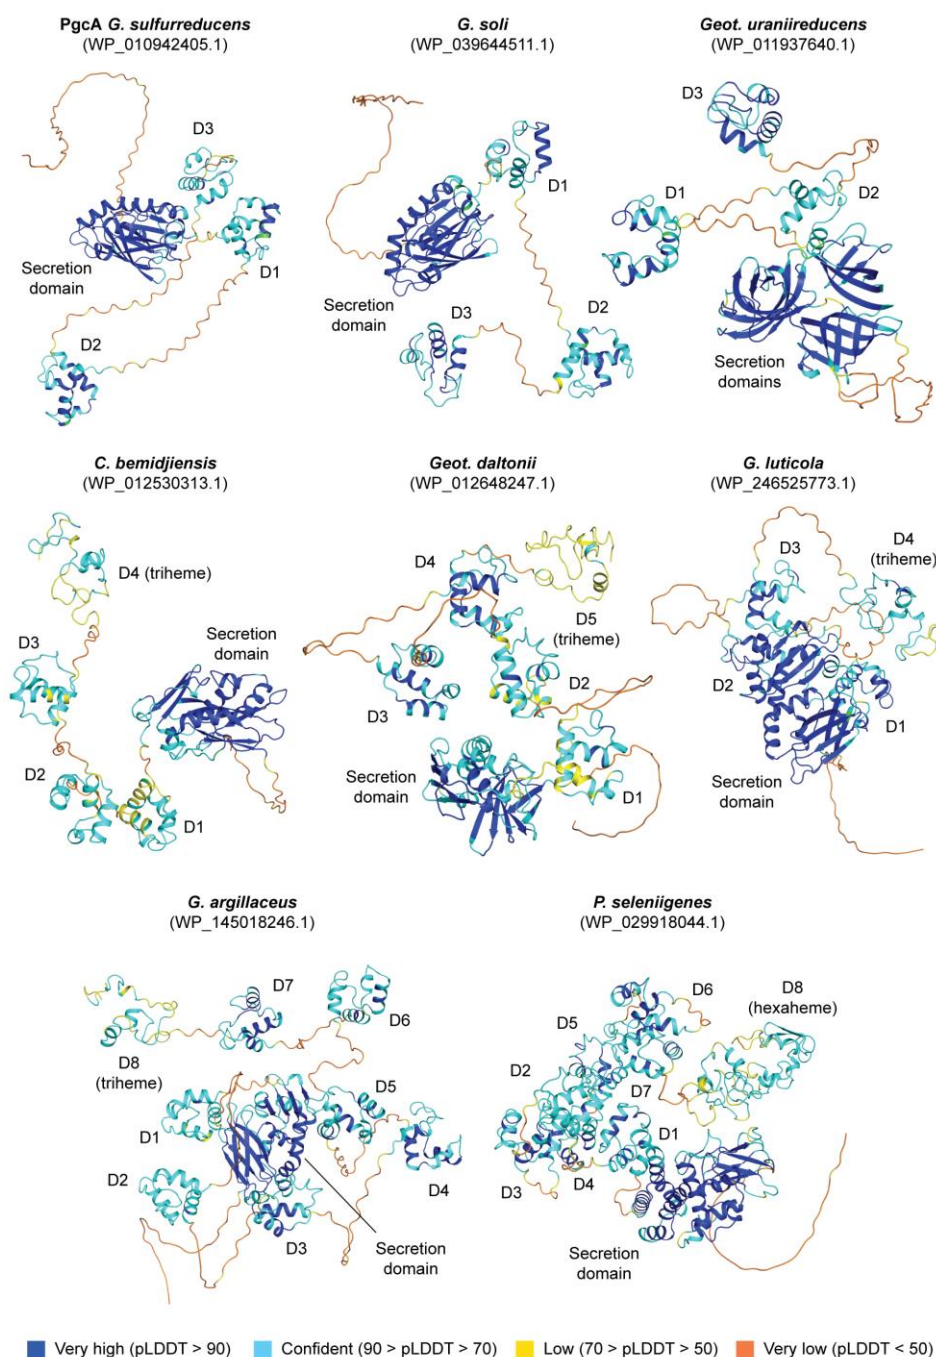 PgcA G. sulfurreducens
(WP_010942405.1)
G. soli
(WP_039644511.1)
Geot. uraniireducens
(WP_011937640.1)
D3
D1
Secretion
domain
D2
D1
Secretion
domain
D3
D2
D3
D1
D2
Secretion
domains
C. bemidjiensis
(WP_012530313.1)
Geot. daltonii
(WP_012648247.1)
G. luticola
(WP_246525773.1)
D4 (triheme)
D3
Secretion
domain
D2
D1
D4
D5
(triheme)
D3
D2
Secretion
domain
D1
D3
D4
(triheme)
D2
D1
Secretion
domain
G. argillaceus
(WP_145018246.1)
P. seleniigenes
(WP_029918044.1)
D7
D6
D8
(triheme)
D5
D1
D2
D4
D3
Secretion
domain
D6
D8
(hexaheme)
D5
D2
D7
D1
D3
D4
Secretion
domain
Very high (pLDDT > 90)
Confident (90 > pLDDT > 70)
Low (70 > pLDDT > 50)
Very low (pLDDT < 50)